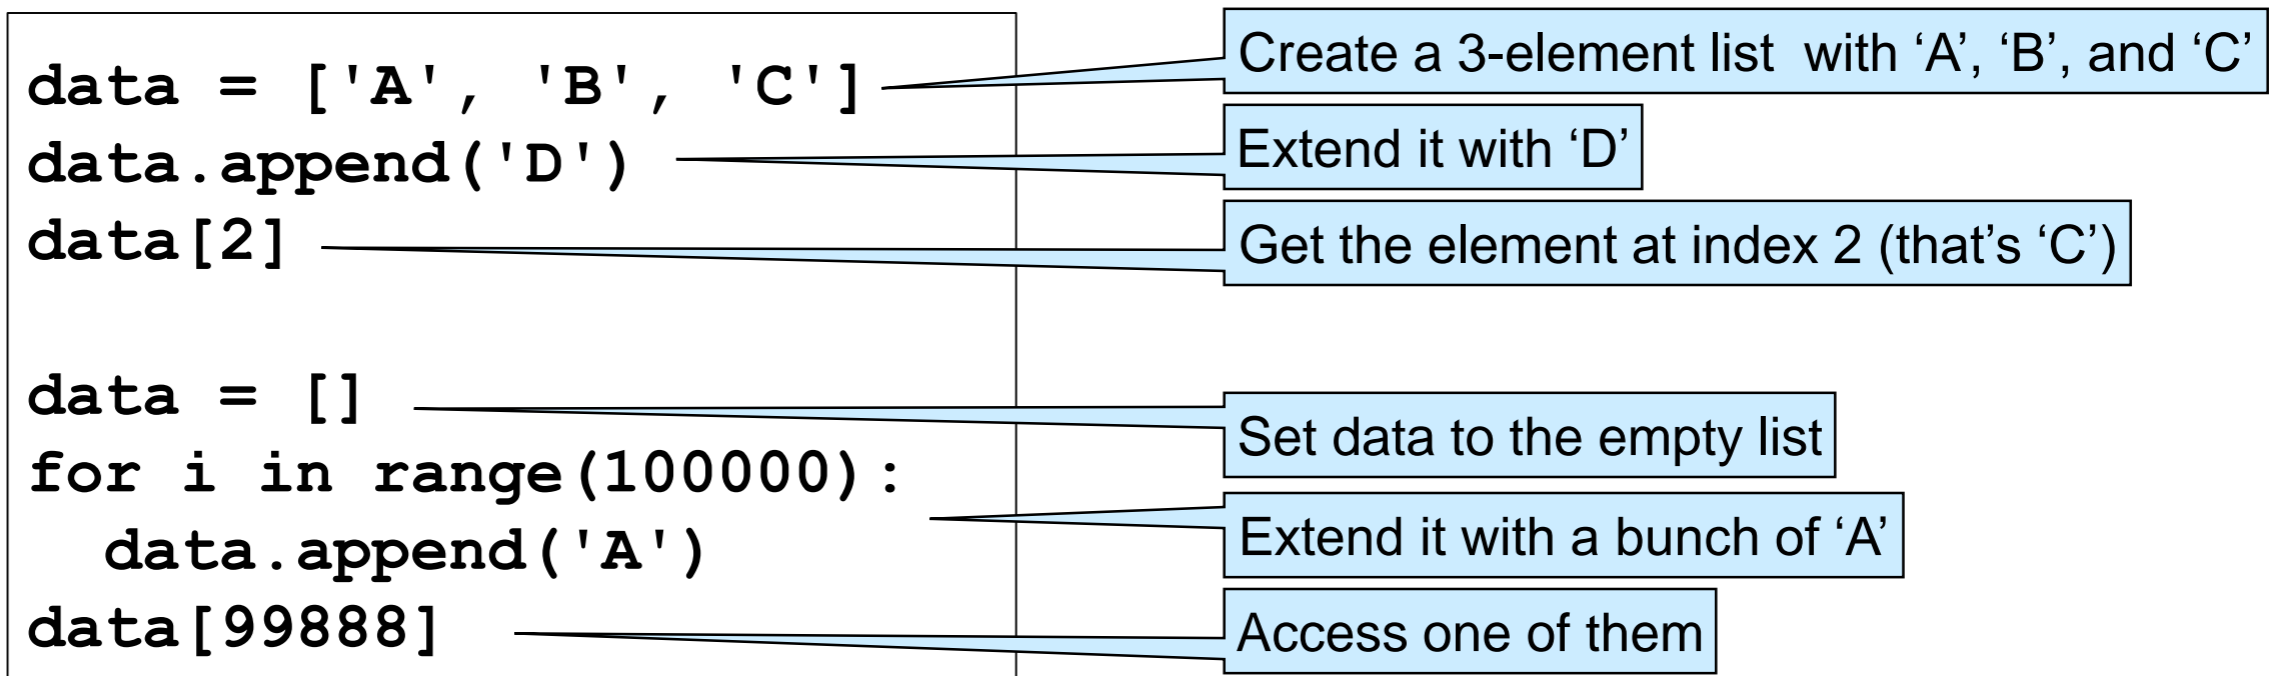 data = ['A', 'B', 'C']
data.append('D')
data[2]
data = []
for i in range(100000):
  data.append('A')
data[99888]
Create a 3-element list  with ‘A’, ‘B’, and ‘C’
Extend it with ‘D’
Get the element at index 2 (that’s ‘C’)
Set data to the empty list
Extend it with a bunch of ‘A’
Access one of them